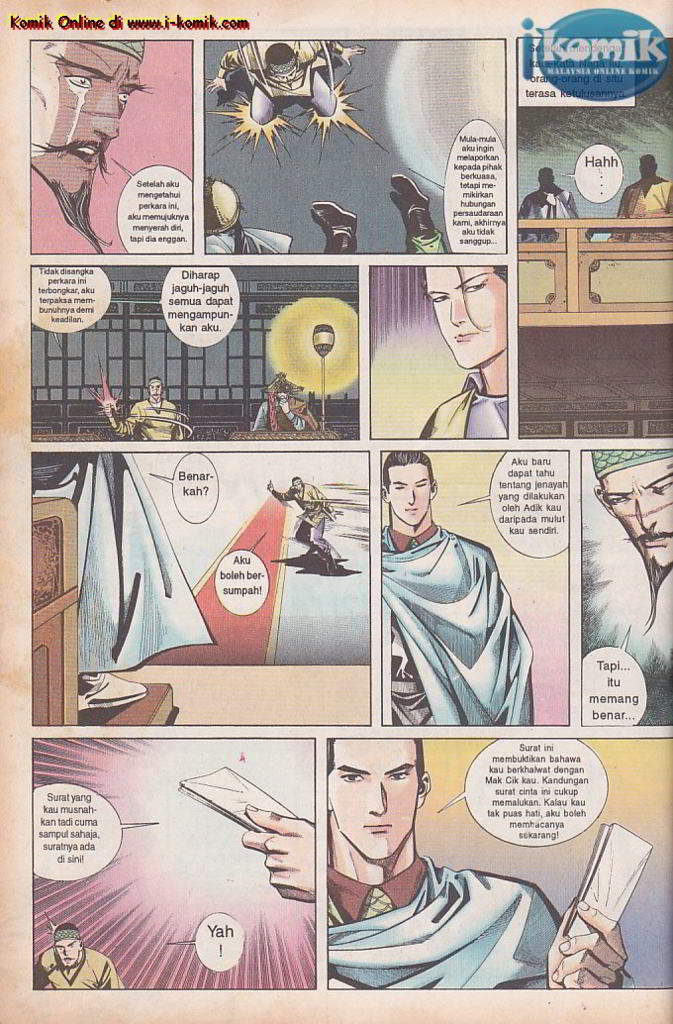 Komik Online di www.i-komik.com
ikomik
MALAYSIA ONLINE KOMIK
Setelah aku
mengetahui
perkara ini,
aku memujuknya
menyerah diri,
tapi dia enggan.
Mula-mula
aku ingin
melaporkan
kepada pihak
berkuasa,
tetapi me-
mikirkan
hubungan
persaudaraan
kami, akhirnya
aku tidak
sanggup...
Setelah mendengar
kata-kata Naga itu,
orang-orang di situ
terasa ketulusannya.
Hahh
...
Tidak disangka
perkara ini
terbongkar, aku
terpaksa mem-
bunuhnya demi
keadilan.
Diharap
jaguh-jaguh
semua dapat
mengampun-
kan aku.
Benar-
kah?
Aku
boleh ber-
sumpah!
Aku baru
dapat tahu
tentang jenayah
yang dilakukan
oleh Adik kau
daripada mulut
kau sendiri.
Tapi...
itu
memang
benar...
Surat yang
kau musnah-
kan tadi cuma
sampul sahaja,
suratnya ada
di sini!
Yah
!
Surat ini
membuktikan bahawa
kau berkhalwat dengan
Mak Cik kau. Kandungan
surat cinta ini cukup
memalukan. Kalau kau
tak puas hati, aku boleh
membacanya
sekarang!